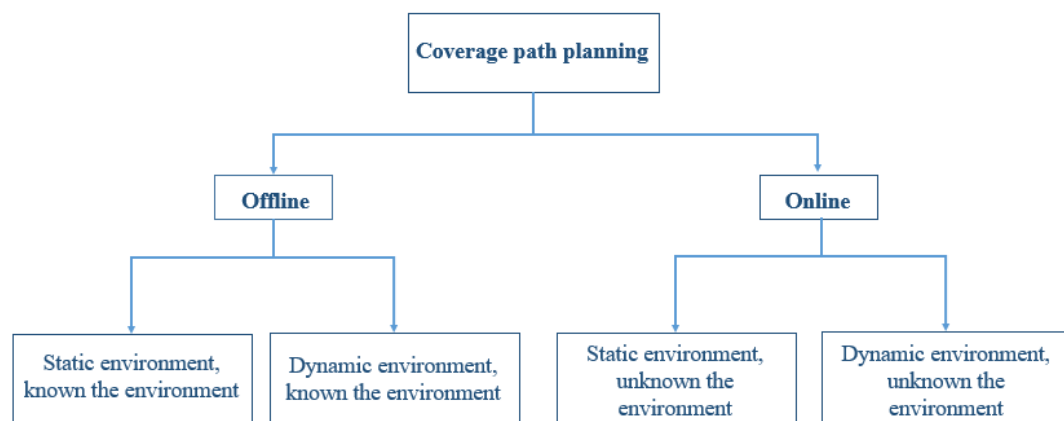 Coverage path planning
Offline
Online
Static environment,
known the environment
Dynamic environment,
known the environment
Static environment,
unknown the
environment
Dynamic environment,
unknown the
environment